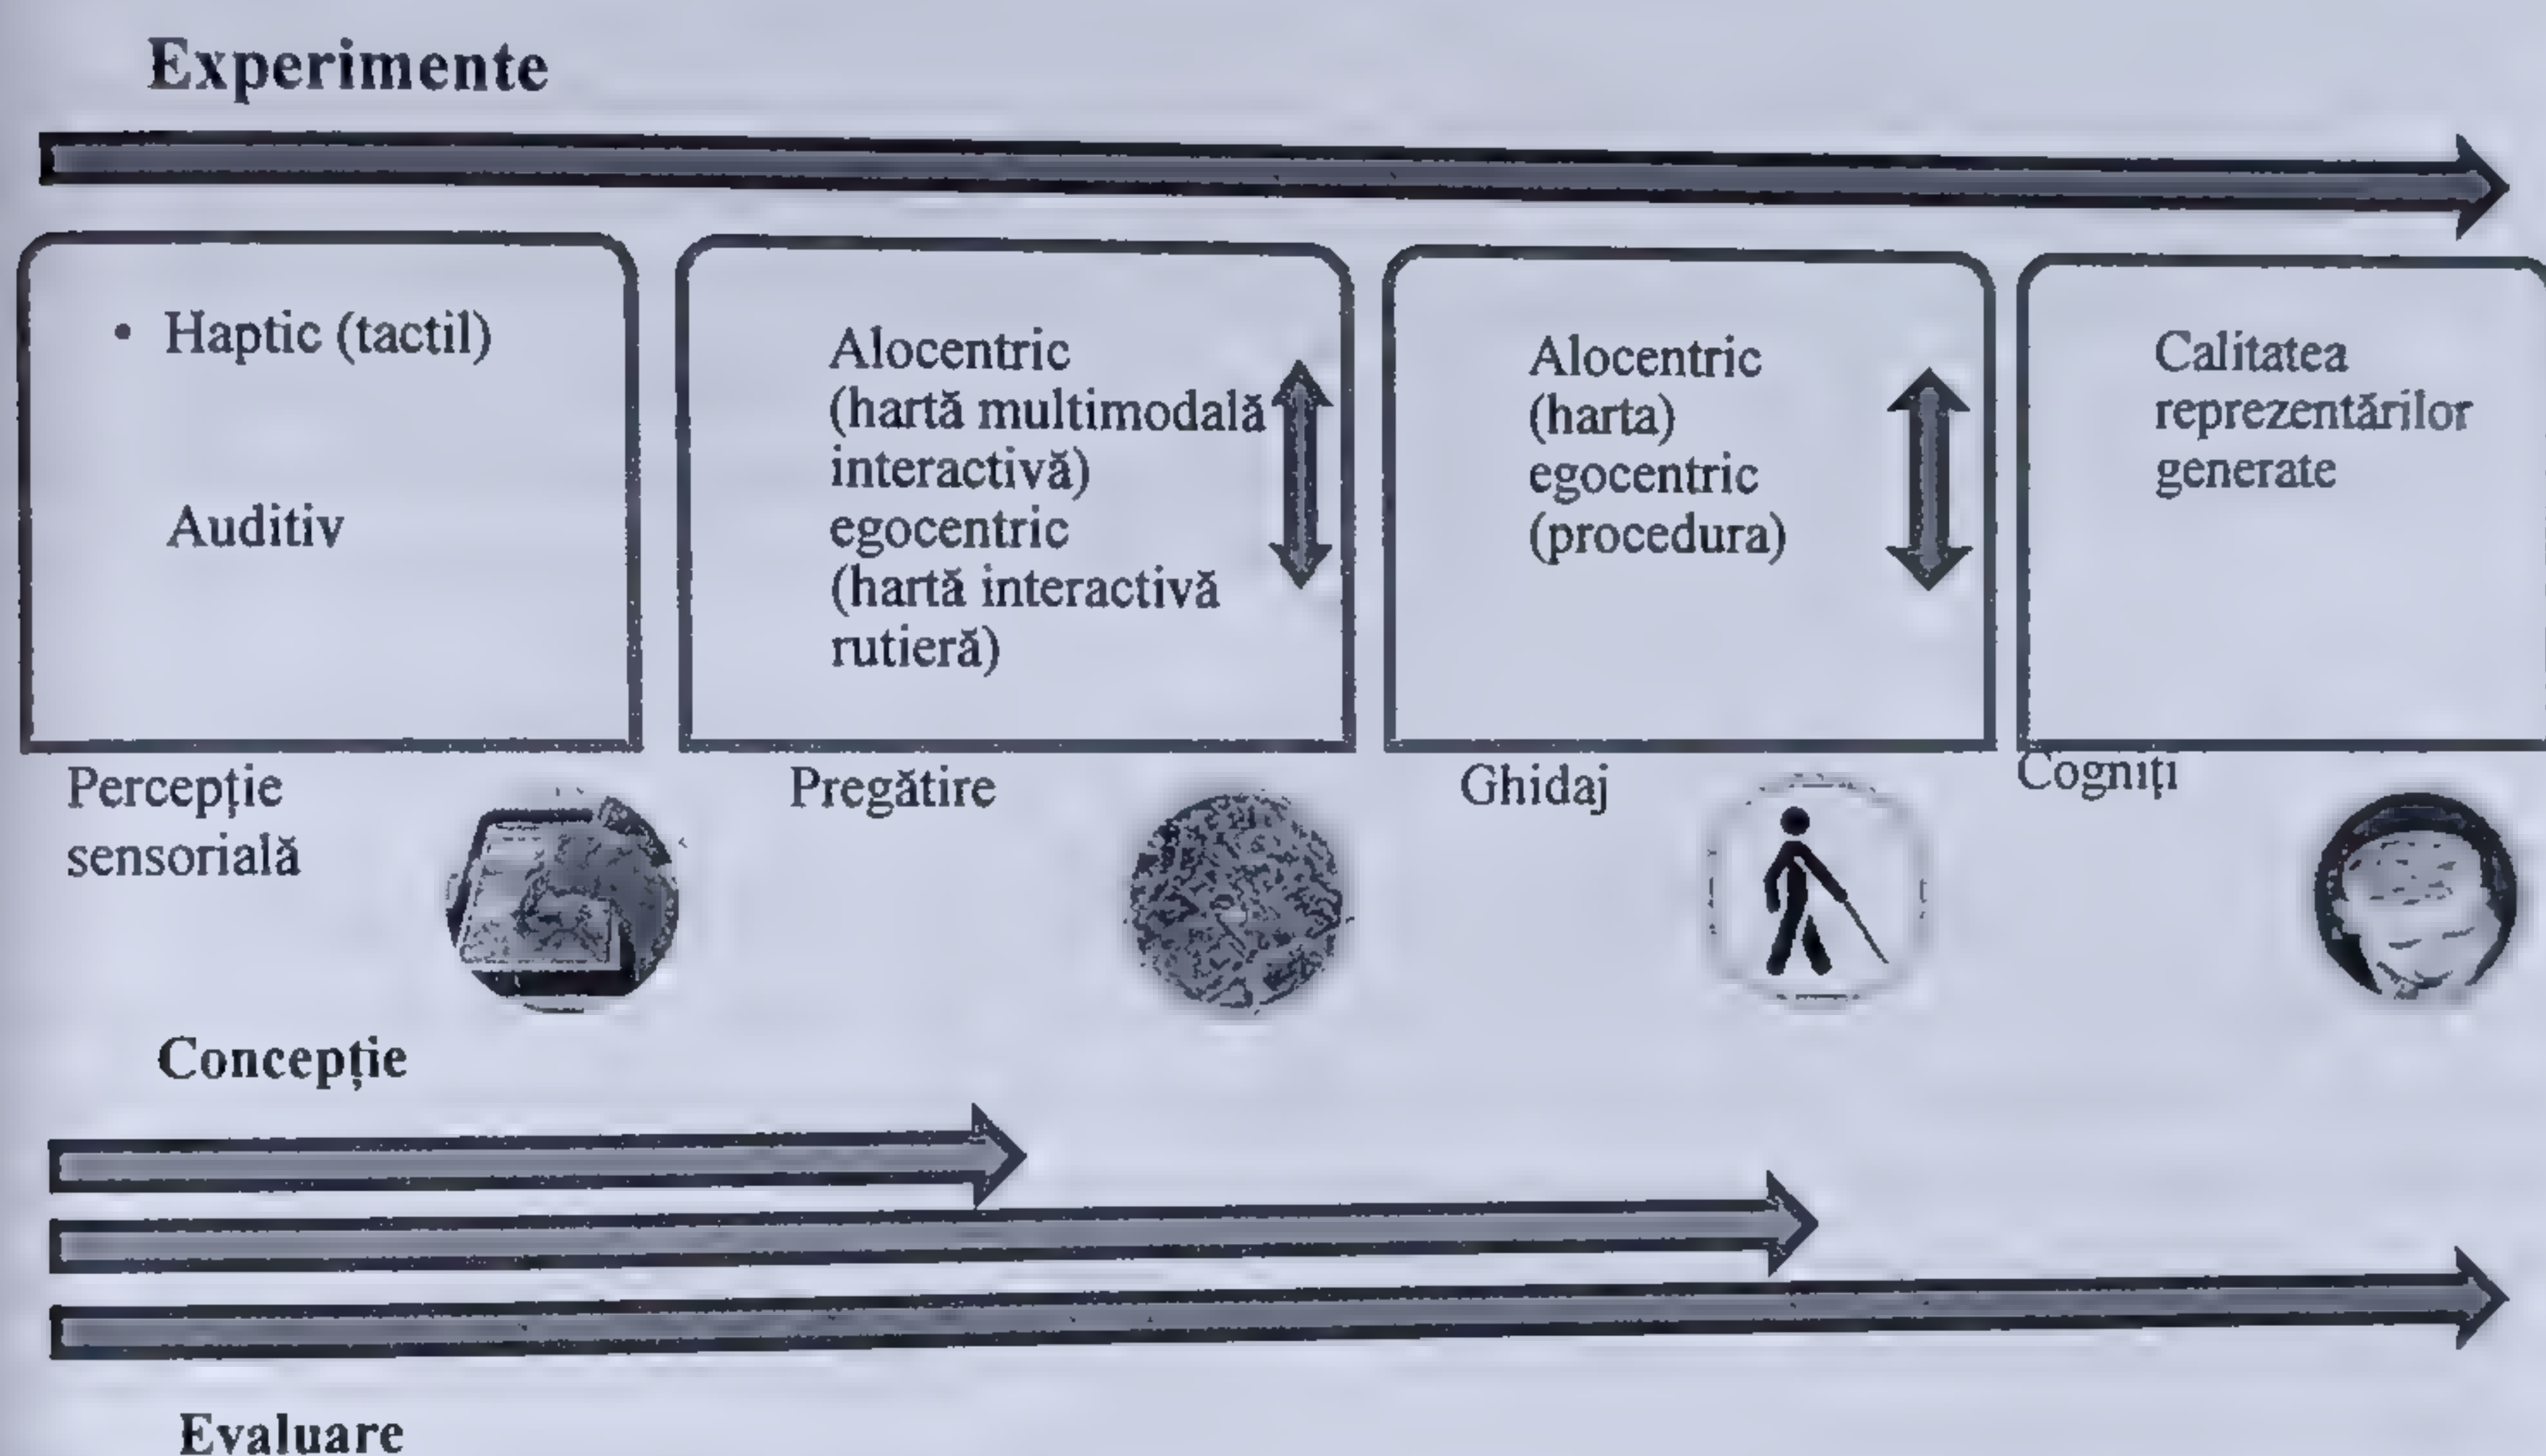 Experimente
• Haptic (tactil)
Auditiv
Alocentric
(hartă multimodală
interactivă)
egocentric
(hartă interactivă
rutieră)
Alocentric
(harta)
egocentric
(procedura)
Calitatea
reprezentărilor
generate
Percepție
sensorială
Pregătire
Ghidaj
Cogniți
Concepție
Evaluare